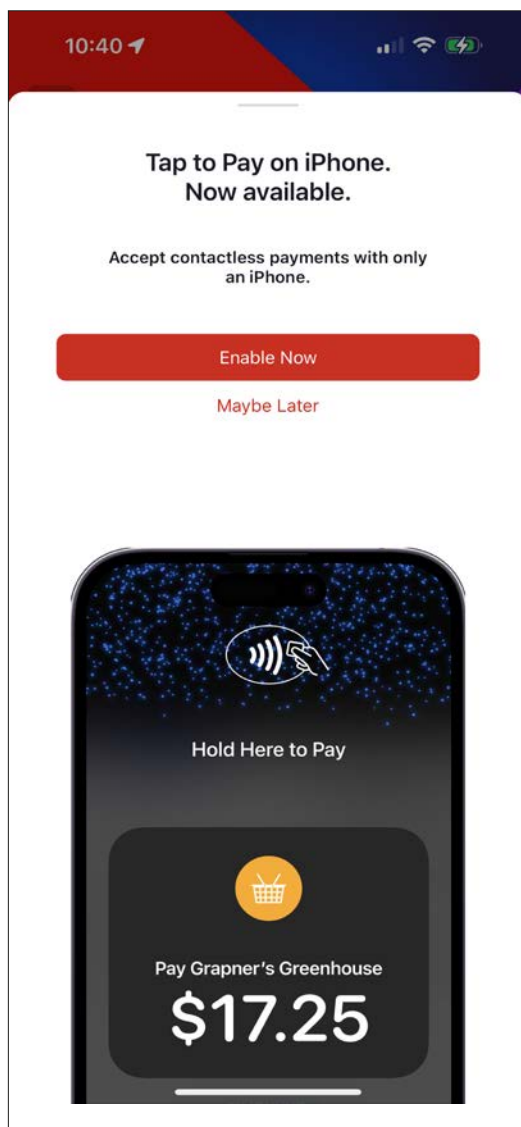 10:40
Tap to Pay on iPhone.
Now available.
Accept contactless payments with only
an iPhone.
Enable Now
Maybe Later
Hold Here to Pay
Pay Grapner's Greenhouse
$17.25